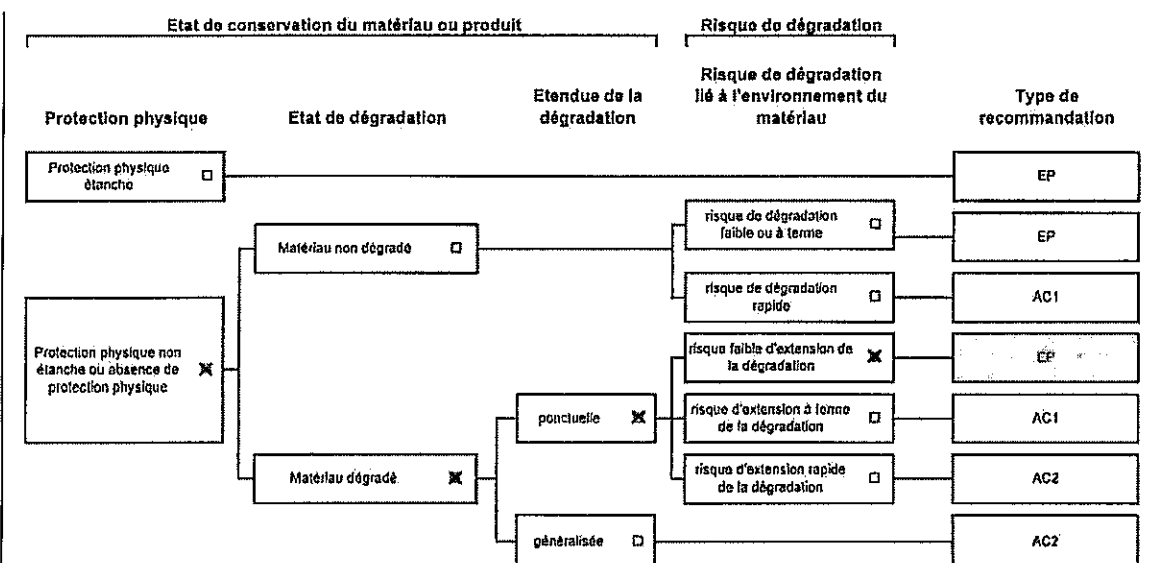 Etat de conservation du matériau ou produit
Risque de dégradation
Protection physique
Etat de dégradation
Etendue de la
dégradation
Risque de dégradation
lié à l'environnement du
matériau
Type de
recommandation
Protection physique
étanche
EP
Matériau non dégradé
risque de dégradation
faible ou à terme
EP
risque de dégradation
rapide
AC1
Protection physique non
étanche ou absence de
protection physique
risque faible d'extension de
la dégradation
EP
ponctuelle
risque d'extension à terme
de la dégradation
AC1
Matériau dégradé
risque d'extension rapide
de la dégradation
AC2
généralisée
AC2